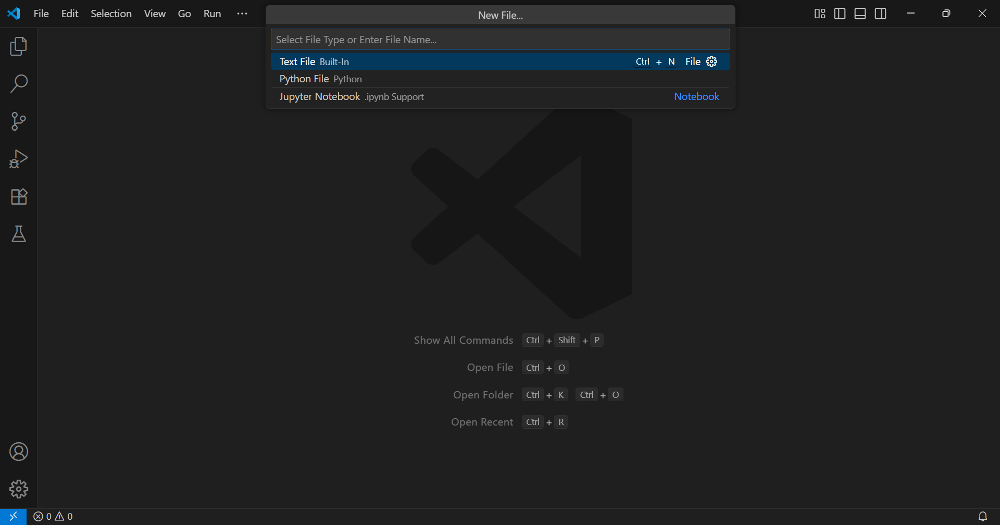 File Edit Selection View Go Run ...
New File...
Select File Type or Enter File Name...
Text File Built-In Ctrl + N File
Python File Python
Jupyter Notebook .ipynb Support Notebook
Show All Commands Ctrl + Shift + P
Open File Ctrl + O
Open Folder Ctrl + K Ctrl + O
Open Recent Ctrl + R
0 0